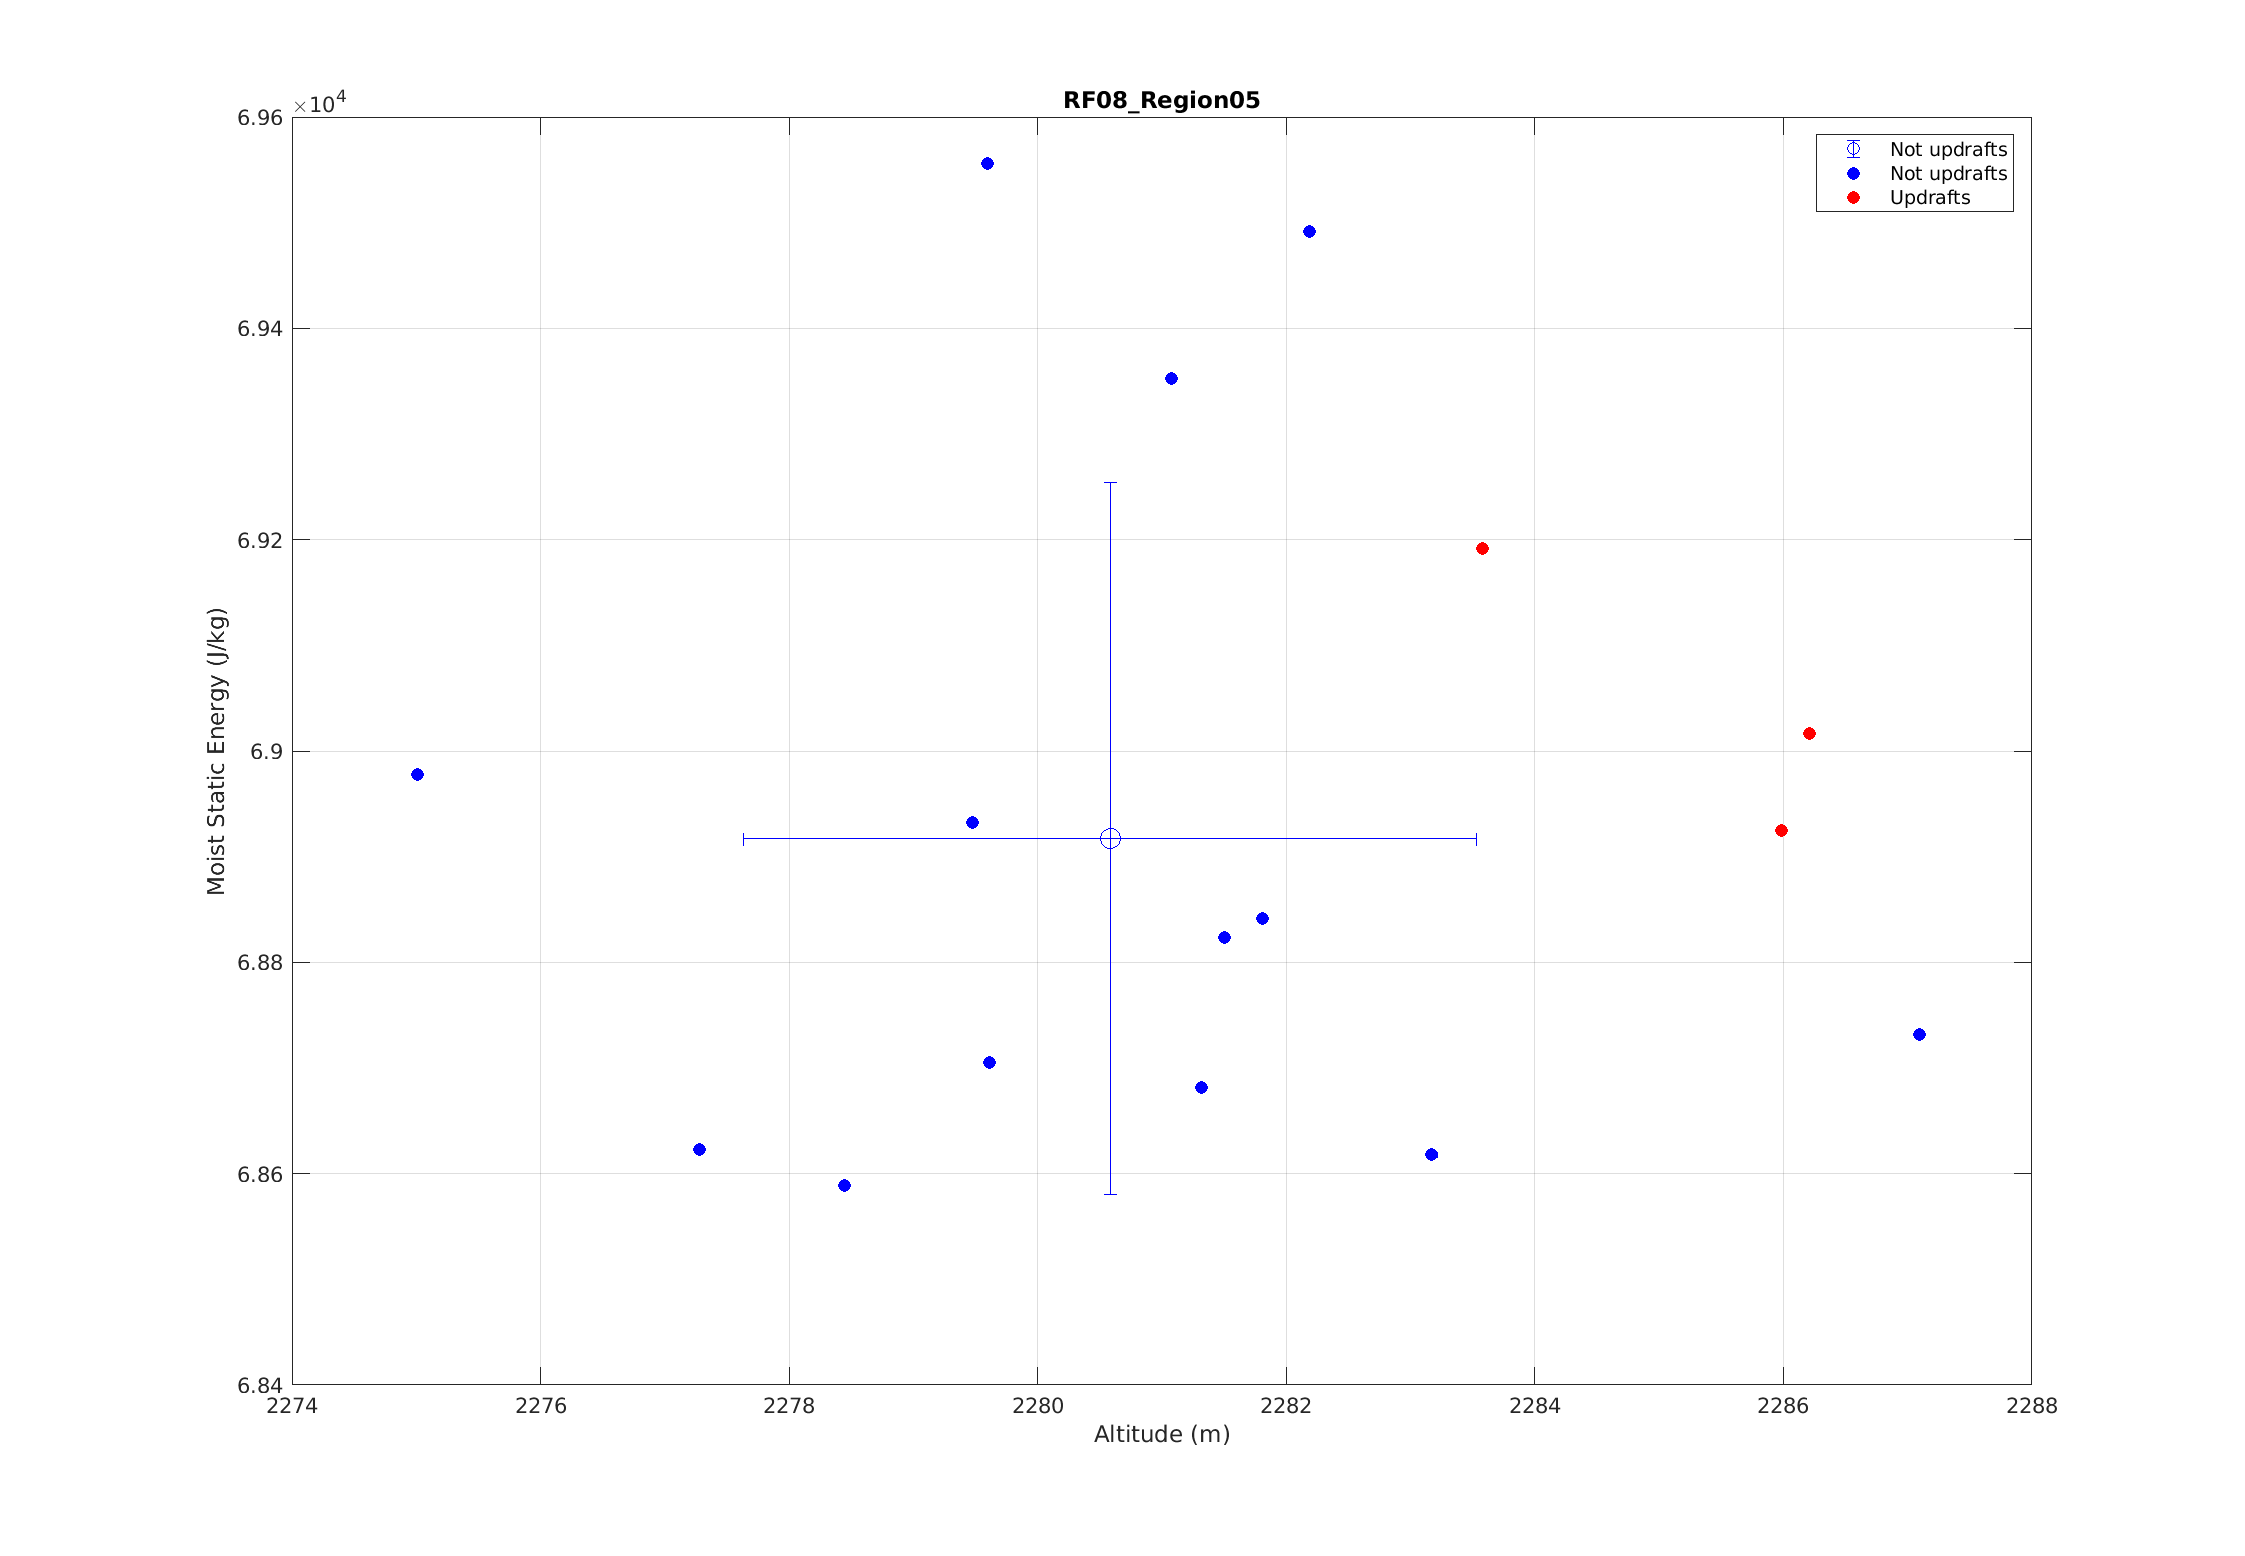 RF08_Region05
×10^4
6.96
6.94
6.92
6.9
6.88
6.86
6.84
2274 2276 2278 2280 2282 2284 2286 2288
Altitude (m)
Moist Static Energy (J/kg)
Not updrafts
Not updrafts
Updrafts